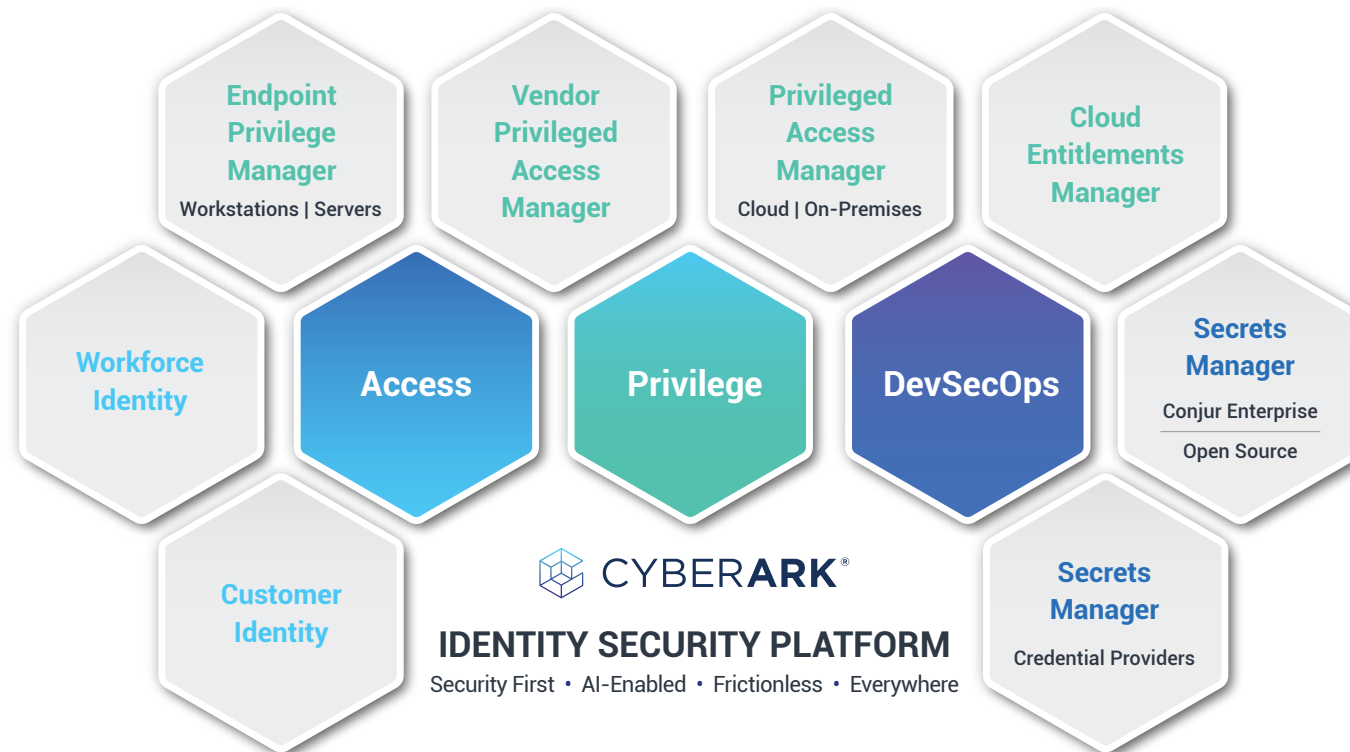 Endpoint
Privilege
Manager
Workstations | Servers
Vendor
Privileged
Access
Manager
Privileged
Access
Manager
Cloud | On-Premises
Cloud
Entitlements
Manager
Workforce
Identity
Access
Privilege
DevSecOps
Secrets
Manager
Conjur Enterprise
Open Source
Customer
Identity
CYBERARK®
IDENTITY SECURITY PLATFORM
Security First • AI-Enabled • Frictionless • Everywhere
Secrets
Manager
Credential Providers